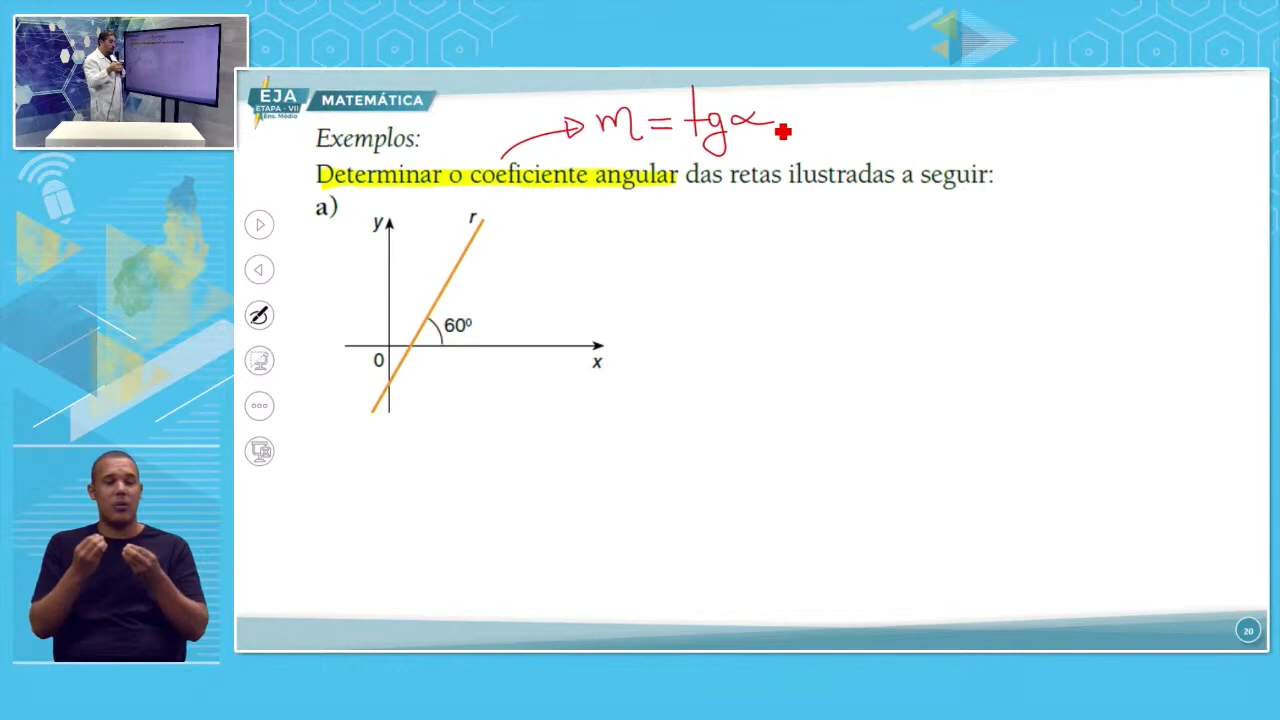 EJA
ETAPA - VII
Ens. Médio
MATEMÁTICA
m = tgα
Exemplos:
Determinar o coeficiente angular das retas ilustradas a seguir:
a)
y
r
60º
0
x
20